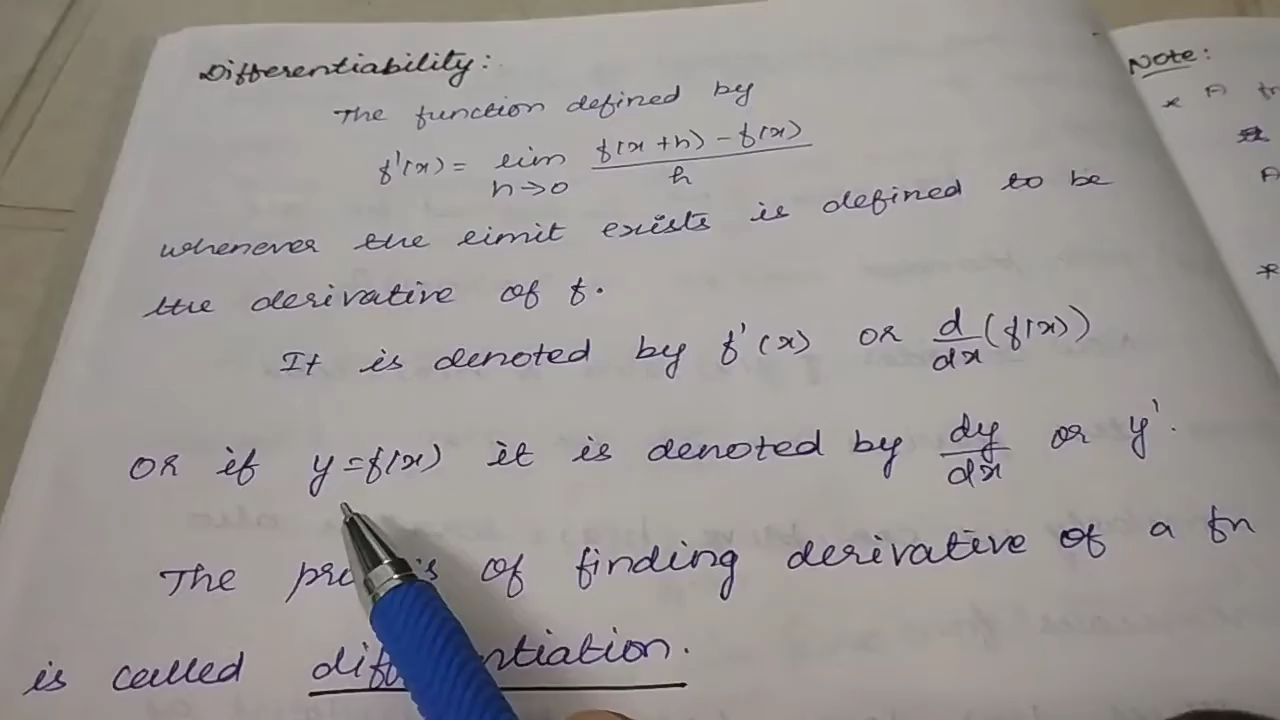 Differentiability:
The function defined by
f'(x) = lim h→0 f(x+h) - f(x) / h
whenever the limit exists is defined to be
the derivative of f.
It is denoted by f'(x) or d/dx (f(x))
or if y = f(x) it is denoted by dy/dx or y'.
The of finding derivative of a fn
is called differentiation.
Note:
* A
A
*